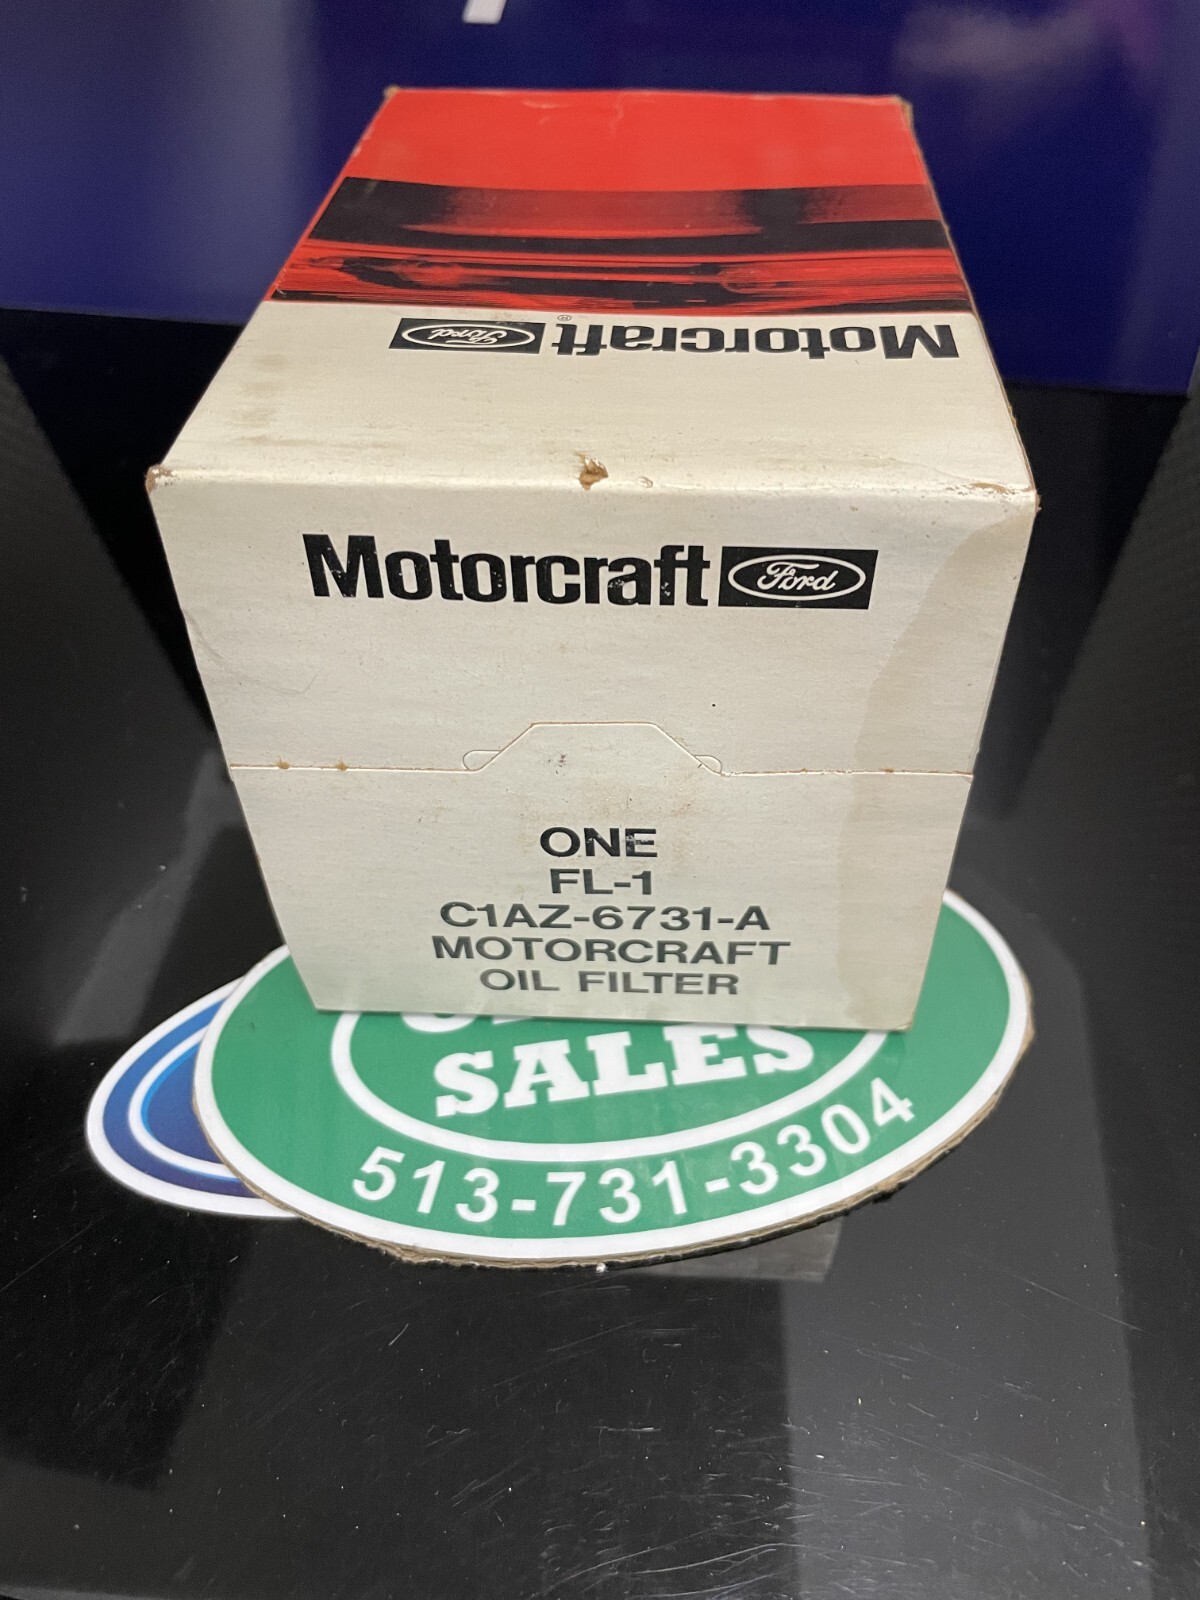 Motorcraft® Ford
Motorcraft Ford
ONE
FL-1
C1AZ-6731-A
MOTORCRAFT
OIL FILTER
SALES
513-731-3304